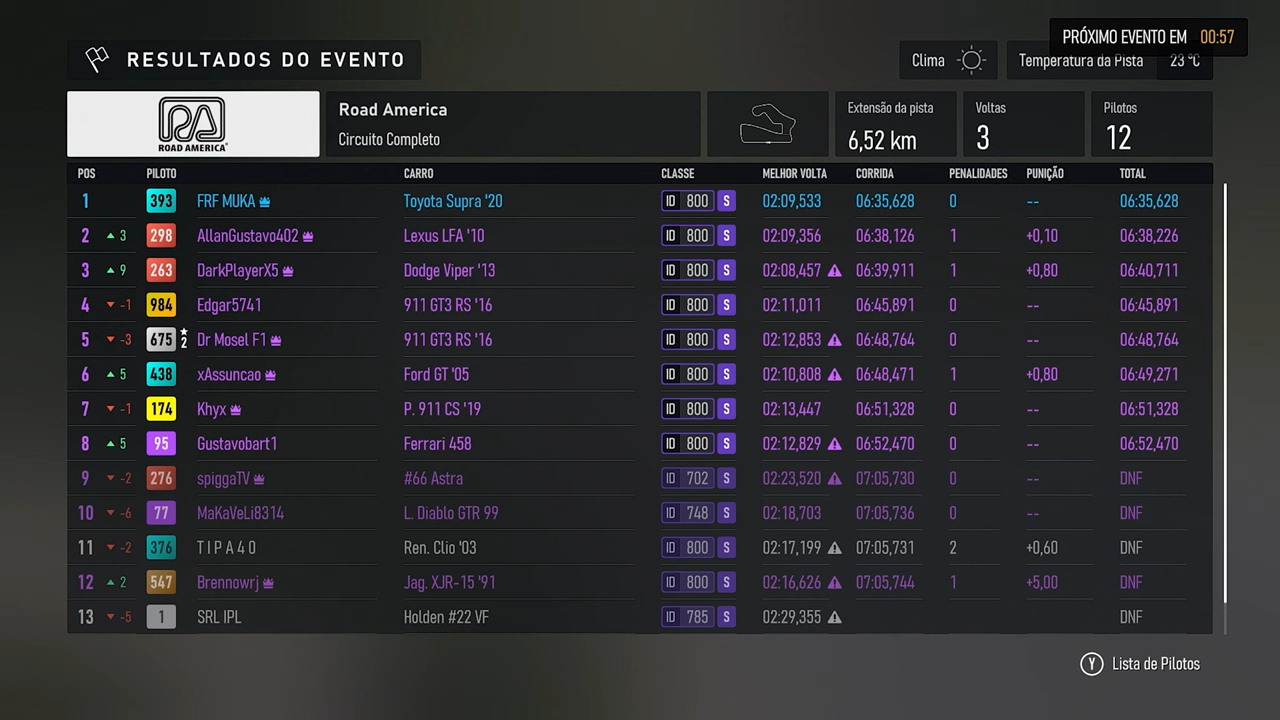 PRÓXIMO EVENTO EM 00:57
RESULTADOS DO EVENTO
Clima
Temperatura da Pista 23 °C
RA
ROAD AMERICA
Road America
Circuito Completo
Extensão da pista
6,52 km
Voltas
3
Pilotos
12
POS PILOTO CARRO CLASSE MELHOR VOLTA CORRIDA PENALIDADES PUNIÇÃO TOTAL
1 393 FRF MUKA Toyota Supra '20 ID 800 S 02:09,533 06:35,628 0 -- 06:35,628
2 3 298 AllanGustavo402 Lexus LFA '10 ID 800 S 02:09,356 06:38,126 1 +0,10 06:38,226
3 9 263 DarkPlayerX5 Dodge Viper '13 ID 800 S 02:08,457 06:39,911 1 +0,80 06:40,711
4 -1 984 Edgar5741 911 GT3 RS '16 ID 800 S 02:11,011 06:45,891 0 -- 06:45,891
5 -3 675 2 Dr Mosel F1 911 GT3 RS '16 ID 800 S 02:12,853 06:48,764 0 -- 06:48,764
6 5 438 xAssuncao Ford GT '05 ID 800 S 02:10,808 06:48,471 1 +0,80 06:49,271
7 -1 174 Khyx P. 911 CS '19 ID 800 S 02:13,447 06:51,328 0 -- 06:51,328
8 5 95 Gustavobart1 Ferrari 458 ID 800 S 02:12,829 06:52,470 0 -- 06:52,470
9 -2 276 spiggaTV #66 Astra ID 702 S 02:23,520 07:05,730 0 -- DNF
10 -6 77 MaKaVeLi8314 L. Diablo GTR 99 ID 748 S 02:18,703 07:05,736 0 -- DNF
11 -2 376 T I P A 4 0 Ren. Clio '03 ID 800 S 02:17,199 07:05,731 2 +0,60 DNF
12 2 547 Brennowrj Jag. XJR-15 '91 ID 800 S 02:16,626 07:05,744 1 +5,00 DNF
13 -5 1 SRL IPL Holden #22 VF ID 785 S 02:29,355 DNF
Y Lista de Pilotos